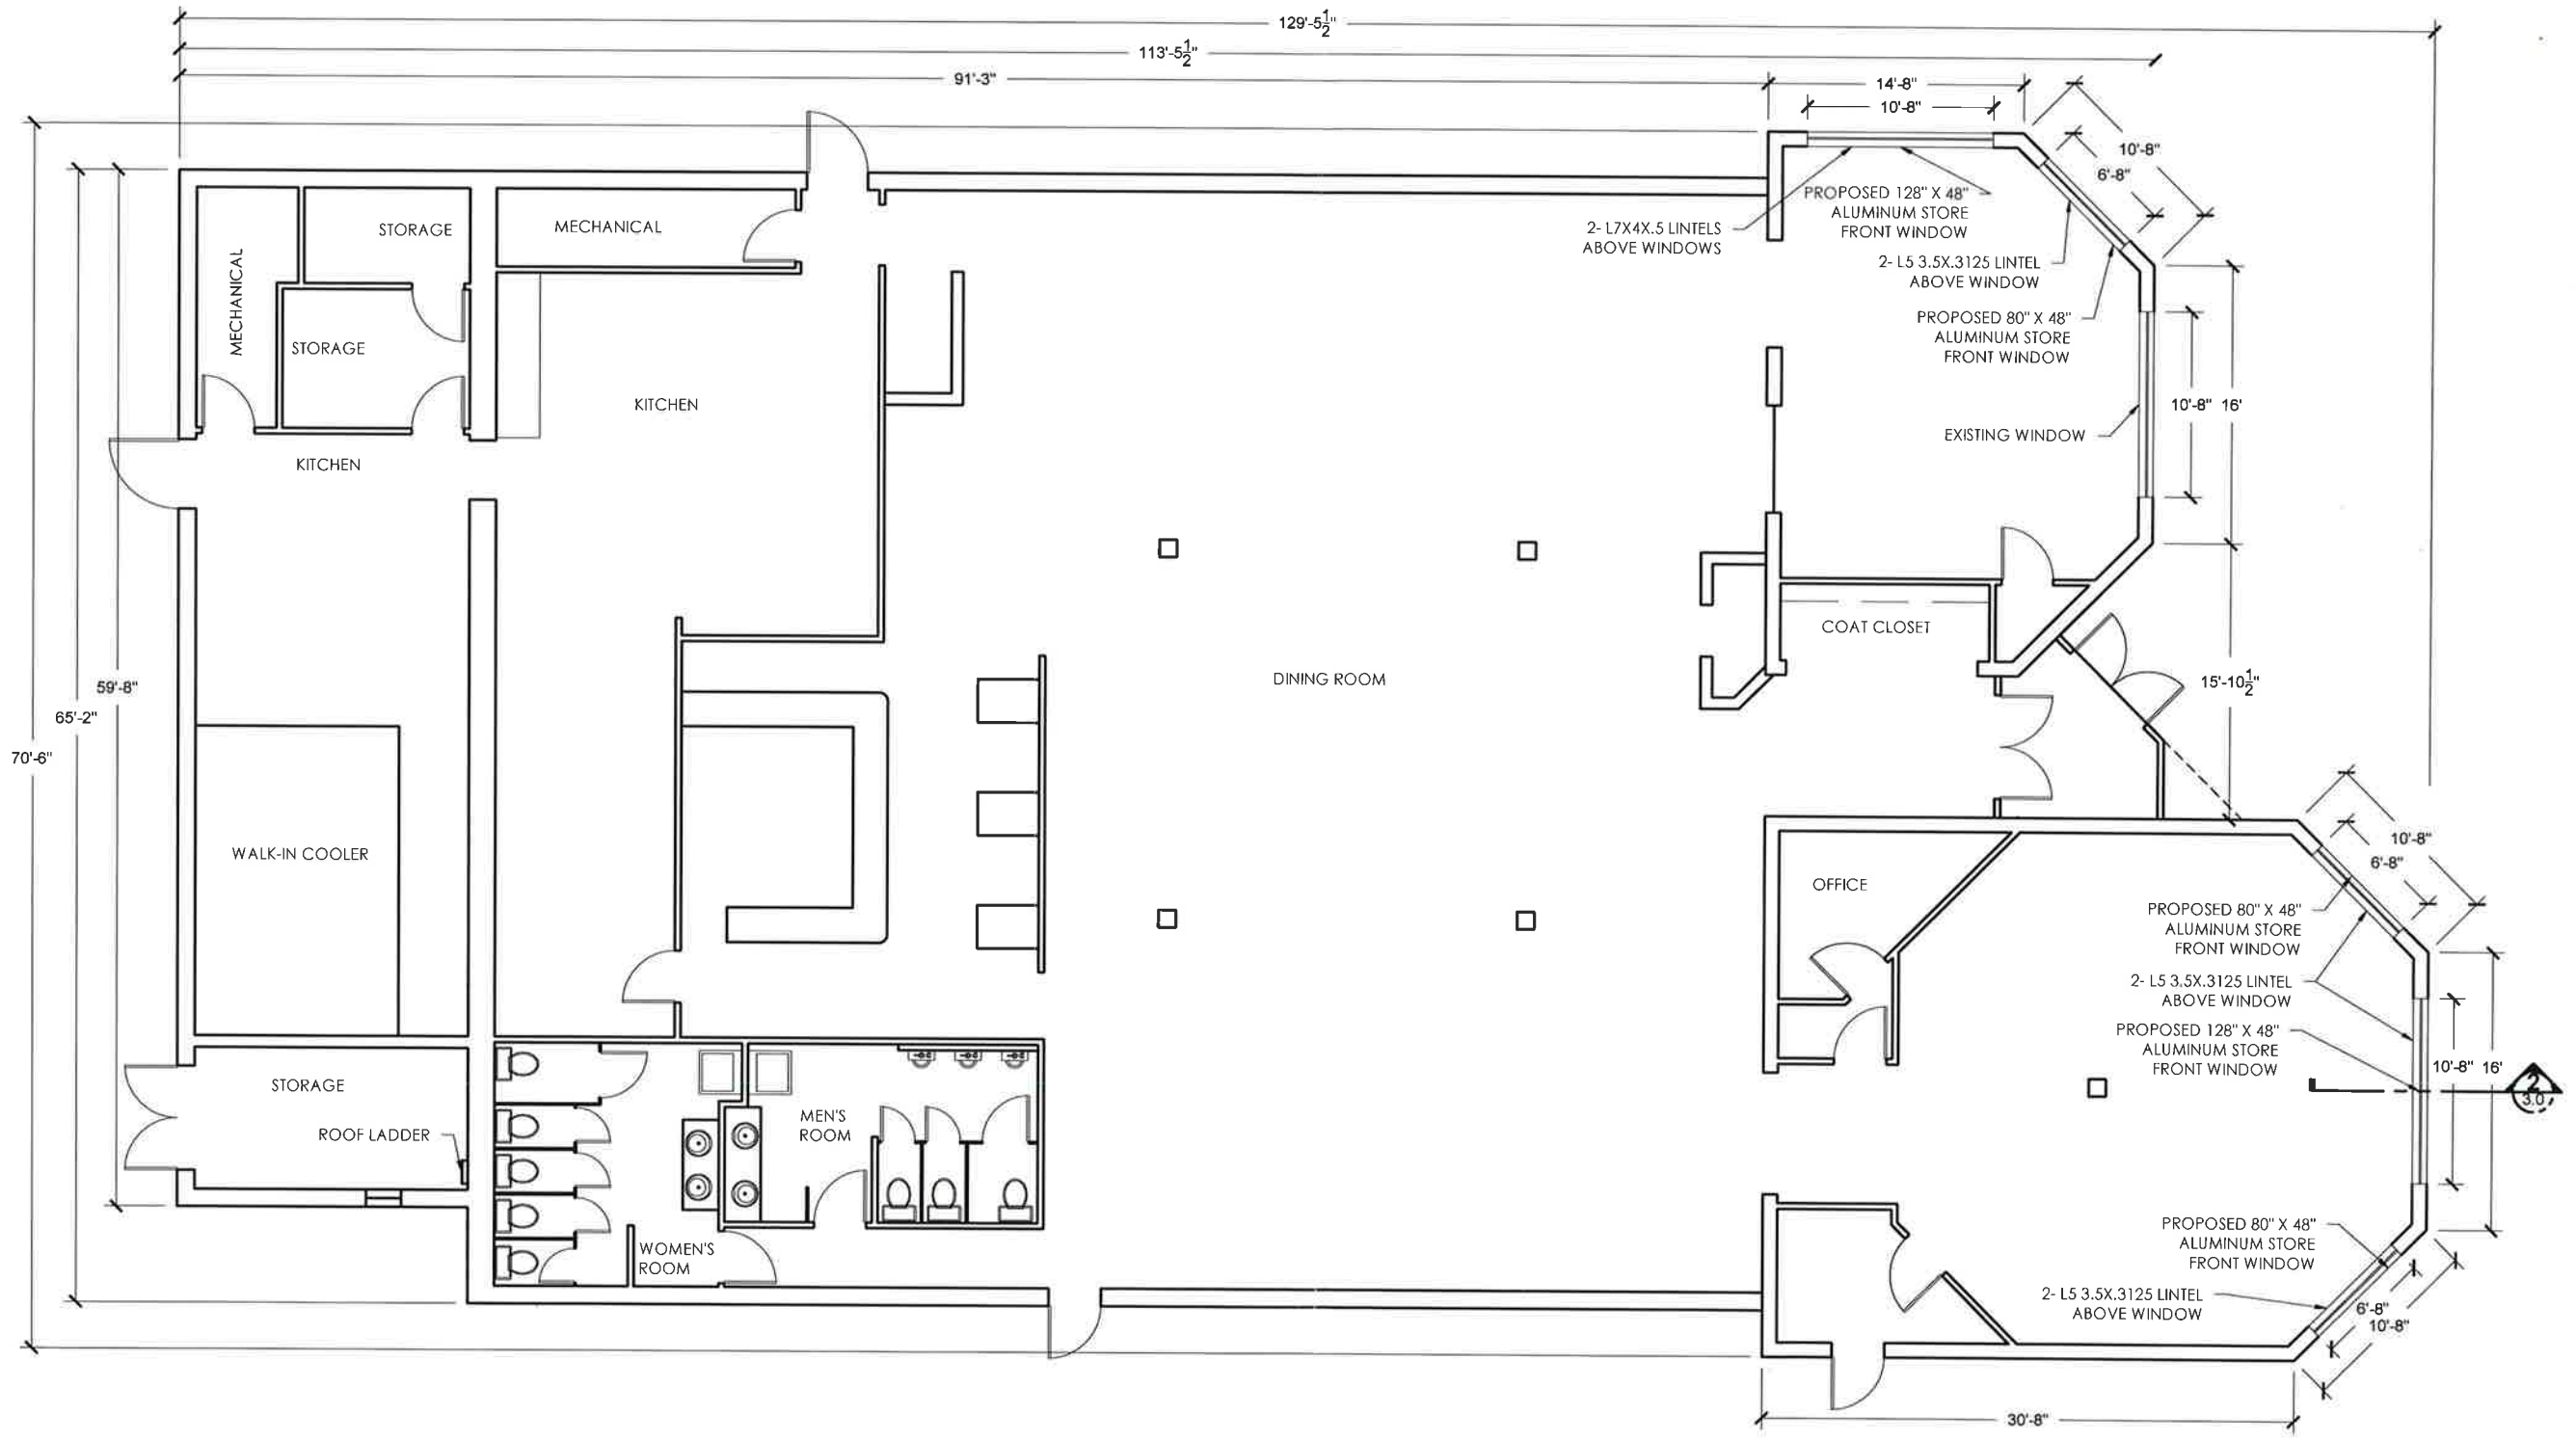 129'-5 1/2"
113'-5 1/2"
91'-3"
14'-8"
10'-8"
10'-8"
6'-8"
STORAGE
MECHANICAL
MECHANICAL
STORAGE
KITCHEN
KITCHEN
2- L7X4X.5 LINTELS
ABOVE WINDOWS
PROPOSED 128" X 48"
ALUMINUM STORE
FRONT WINDOW
2- L5 3.5X.3125 LINTEL
ABOVE WINDOW
PROPOSED 80" X 48"
ALUMINUM STORE
FRONT WINDOW
10'-8" 16'
EXISTING WINDOW
COAT CLOSET
DINING ROOM
15'-10 1/2"
59'-8"
65'-2"
70'-6"
WALK-IN COOLER
OFFICE
10'-8"
6'-8"
PROPOSED 80" X 48"
ALUMINUM STORE
FRONT WINDOW
2- L5 3.5X.3125 LINTEL
ABOVE WINDOW
PROPOSED 128" X 48"
ALUMINUM STORE
FRONT WINDOW
10'-8" 16'
2
3.0
STORAGE
ROOF LADDER
MEN'S
ROOM
WOMEN'S
ROOM
PROPOSED 80" X 48"
ALUMINUM STORE
FRONT WINDOW
2- L5 3.5X.3125 LINTEL
ABOVE WINDOW
6'-8"
10'-8"
30'-8"